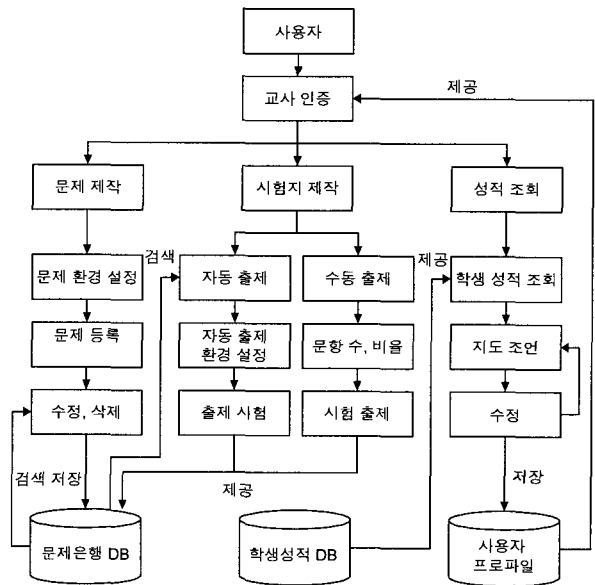 사용자
제공
교사 인증
문제 제작
시험지 제작
성적 조회
검색
제공
문제 환경 설정
자동 출제
수동 출제
학생 성적 조회
문제 등록
자동 출제
환경 설정
문항 수, 비율
지도 조언
수정, 삭제
출제 시험
시험 출제
수정
검색 저장
제공
저장
문제은행 DB
학생성적 DB
사용자
프로파일